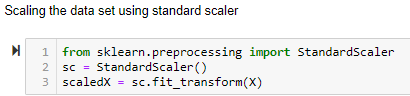 Scaling the data set using standard scaler
1 from sklearn.preprocessing import StandardScaler
2 sc = StandardScaler()
3 scaledX = sc.fit_transform(X)